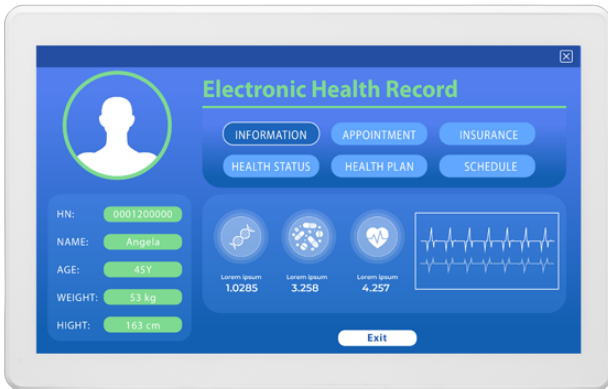 Electronic Health Record
INFORMATION APPOINTMENT INSURANCE
HEALTH STATUS HEALTH PLAN SCHEDULE
HN: 0001200000
NAME: Angela
AGE: 45Y
WEIGHT: 53 kg
HIGHT: 163 cm
Lorem ipsum Lorem ipsum Lorem ipsum
1.0285 3.258 4.257
Exit